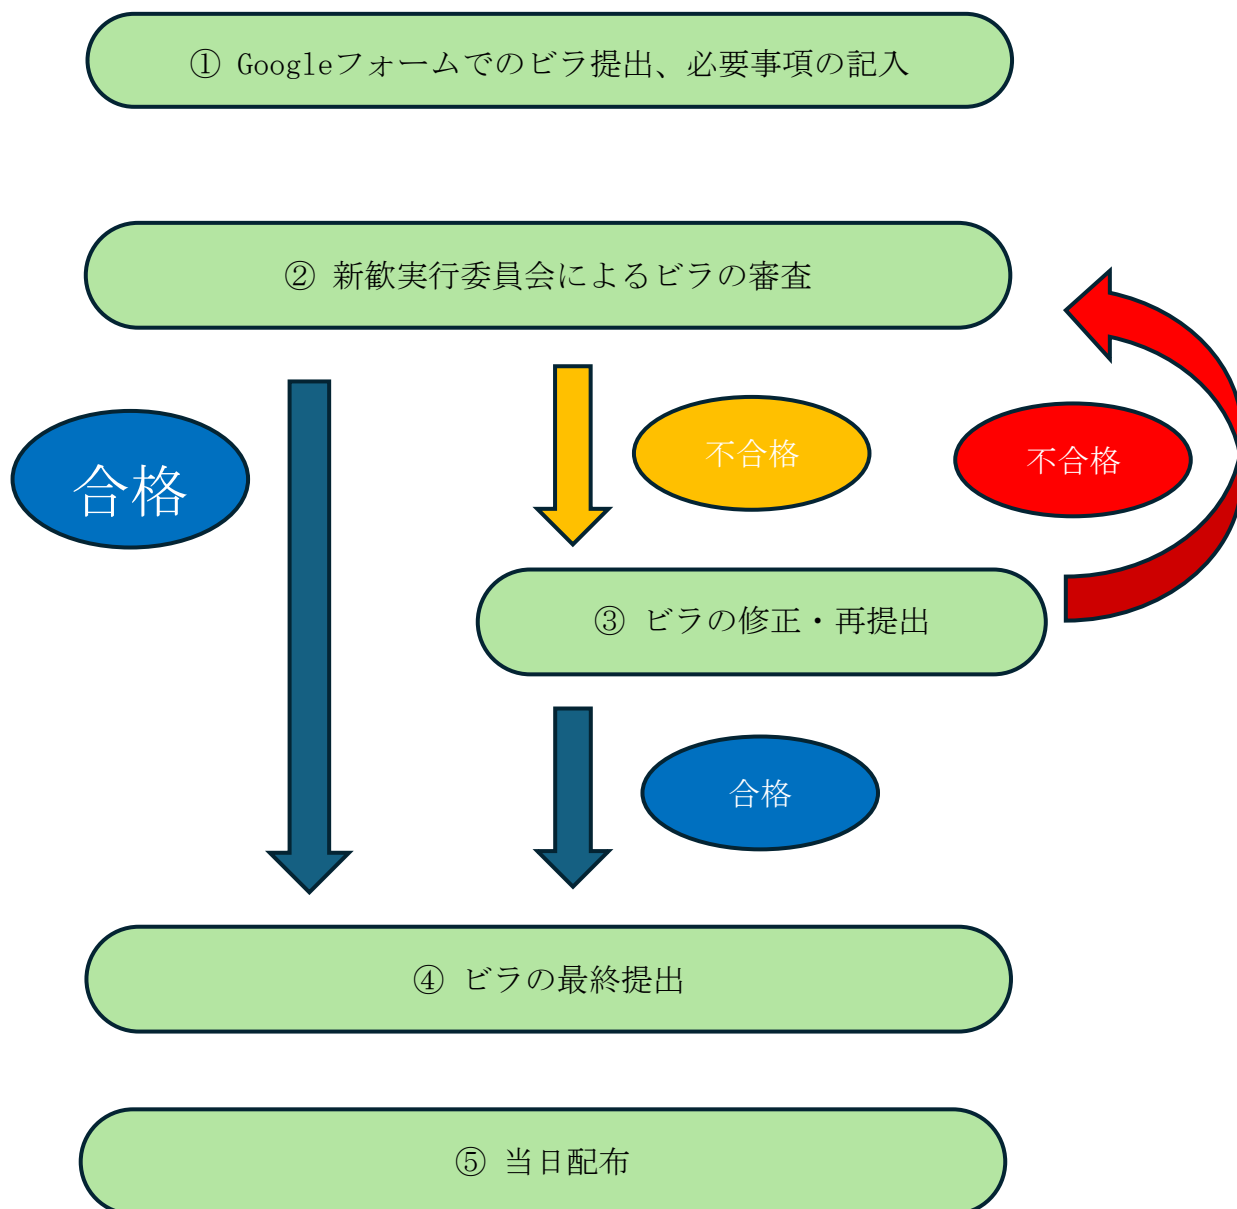 ① Googleフォームでのビラ提出、必要事項の記入
② 新歓実行委員会によるビラの審査
合格
不合格
不合格
③ ビラの修正・再提出
合格
④ ビラの最終提出
⑤ 当日配布